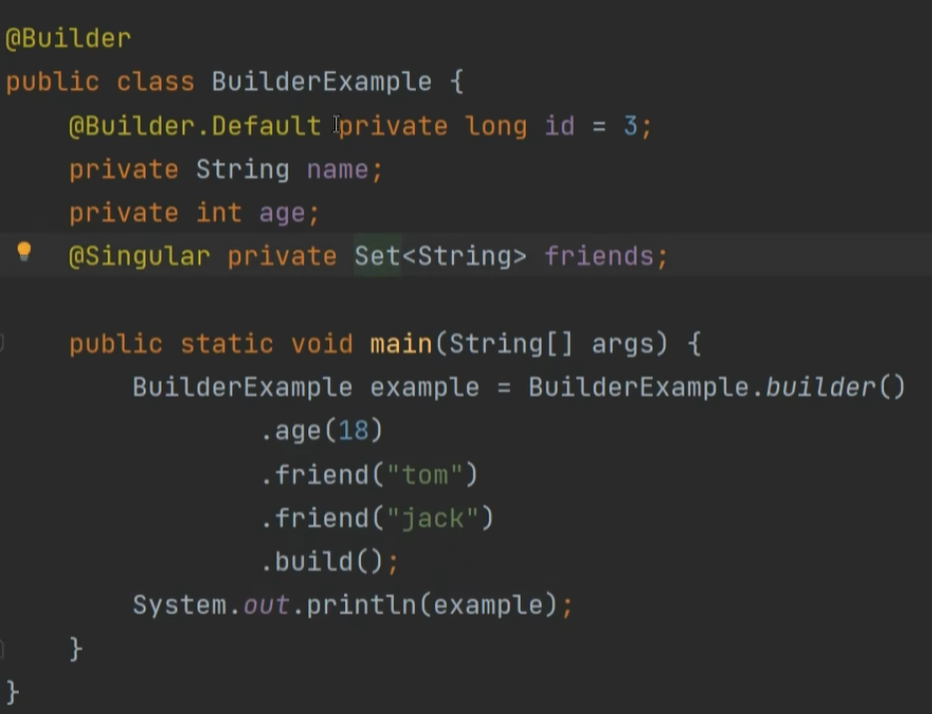 @Builder
public class BuilderExample {
@Builder.Default private long id = 3;
private String name;
private int age;
@Singular private Set<String> friends;
public static void main(String[] args) {
BuilderExample example = BuilderExample.builder()
.age(18)
.friend("tom")
.friend("jack")
.build();
System.out.println(example);
}
}